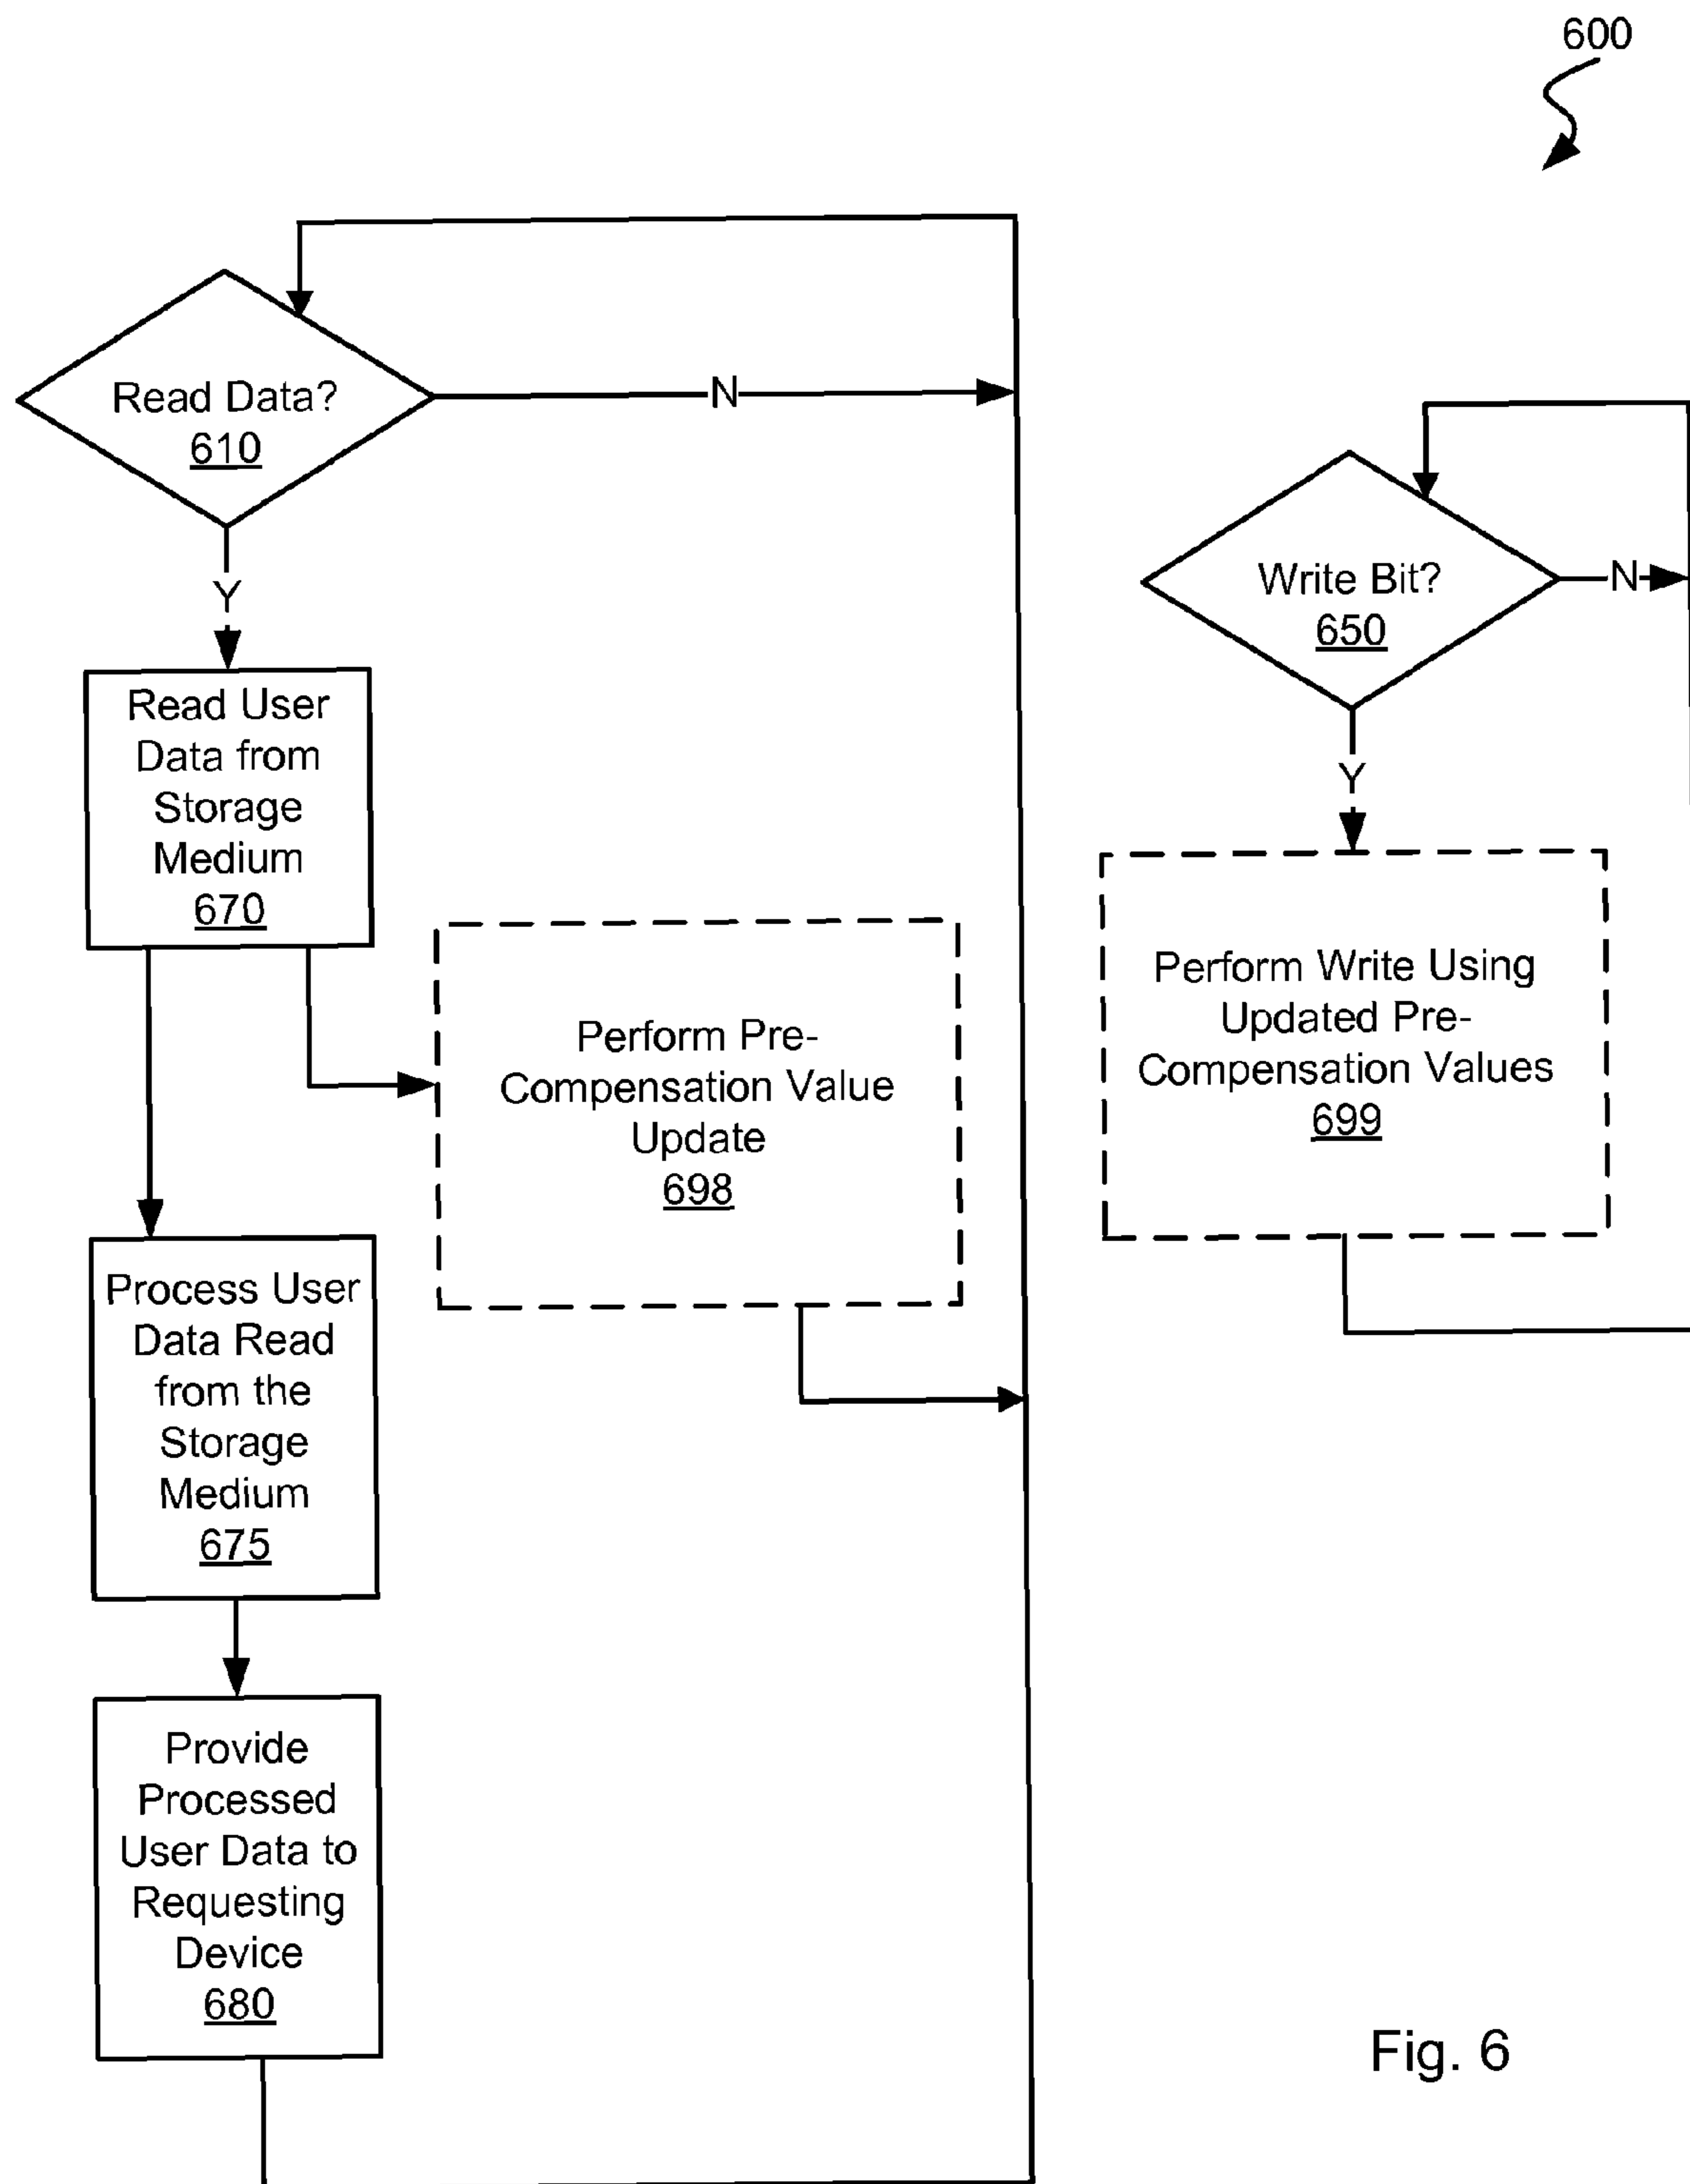 600
Read Data?
610
N
Y
Read User
Data from
Storage
Medium
670
Perform Pre-
Compensation Value
Update
698
Process User
Data Read
from the
Storage
Medium
675
Provide
Processed
User Data to
Requesting
Device
680
Write Bit?
650
N
Y
Perform Write Using
Updated Pre-
Compensation Values
699
Fig. 6